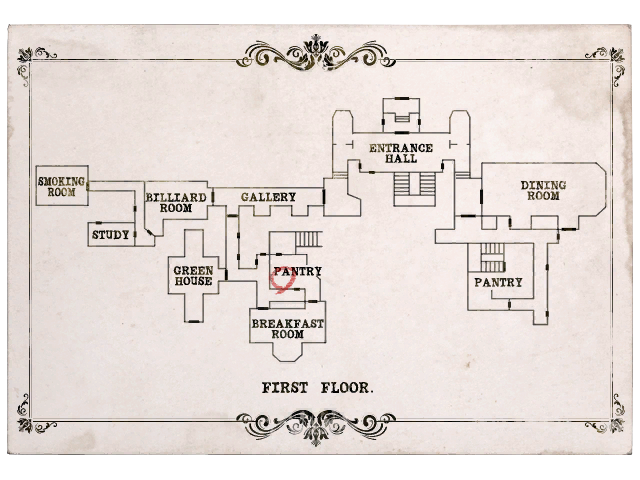 ENTRANCE
HALL
SMOKING
ROOM
BILLIARD
ROOM
GALLERY
DINING
ROOM
STUDY
GREEN
HOUSE
PANTRY
PANTRY
BREAKFAST
ROOM
FIRST FLOOR.